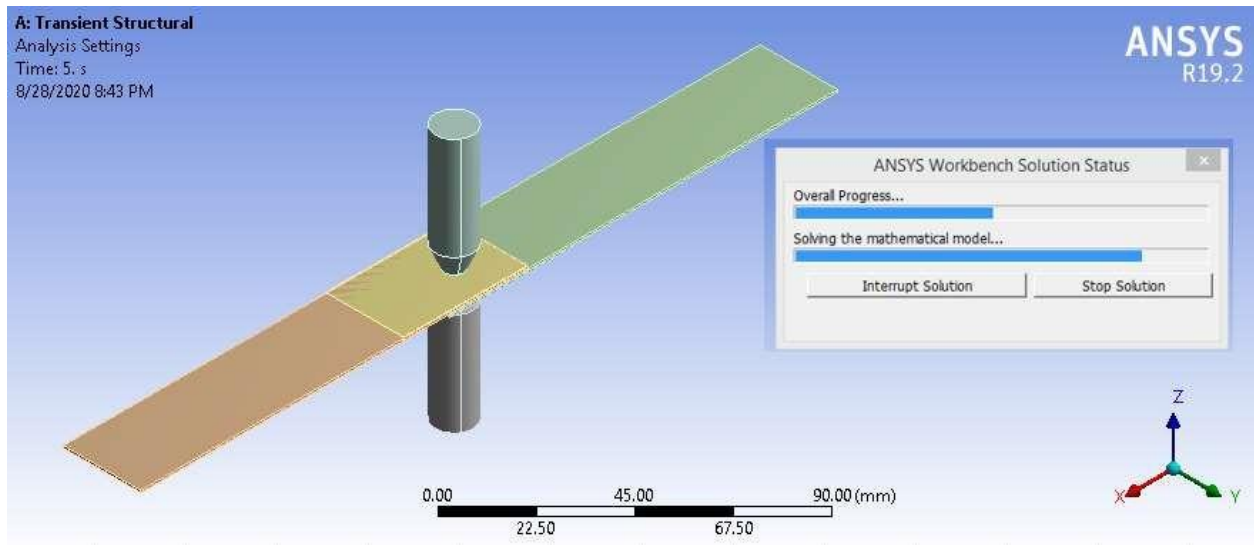 A: Transient Structural
Analysis Settings
Time: 5. s
8/28/2020 8:43 PM
ANSYS
R19.2
ANSYS Workbench Solution Status
x
Overall Progress...
Solving the mathematical model...
Interrupt Solution
Stop Solution
Z
X
Y
0.00 45.00 90.00 (mm)
22.50 67.50